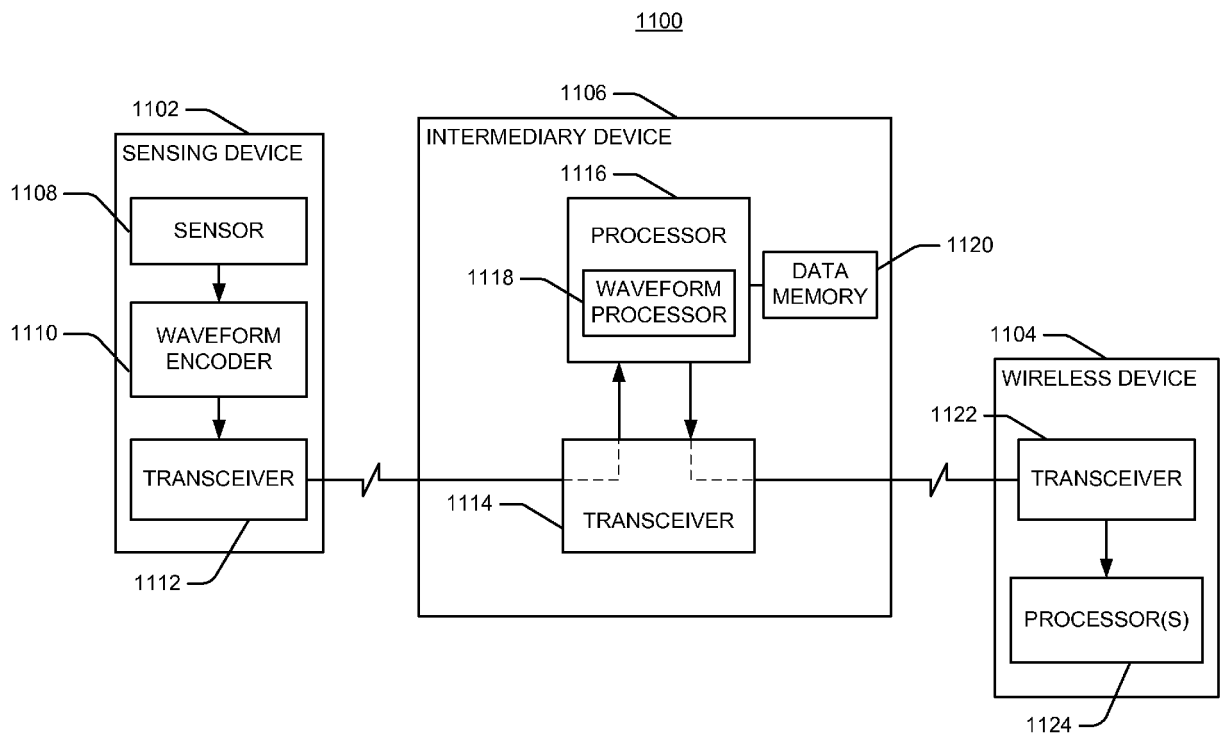 1100
1102
SENSING DEVICE
1108
SENSOR
1110
WAVEFORM
ENCODER
TRANSCEIVER
1112
1106
INTERMEDIARY DEVICE
1116
PROCESSOR
1118
WAVEFORM
PROCESSOR
1120
DATA
MEMORY
1114
TRANSCEIVER
1104
WIRELESS DEVICE
1122
TRANSCEIVER
PROCESSOR(S)
1124